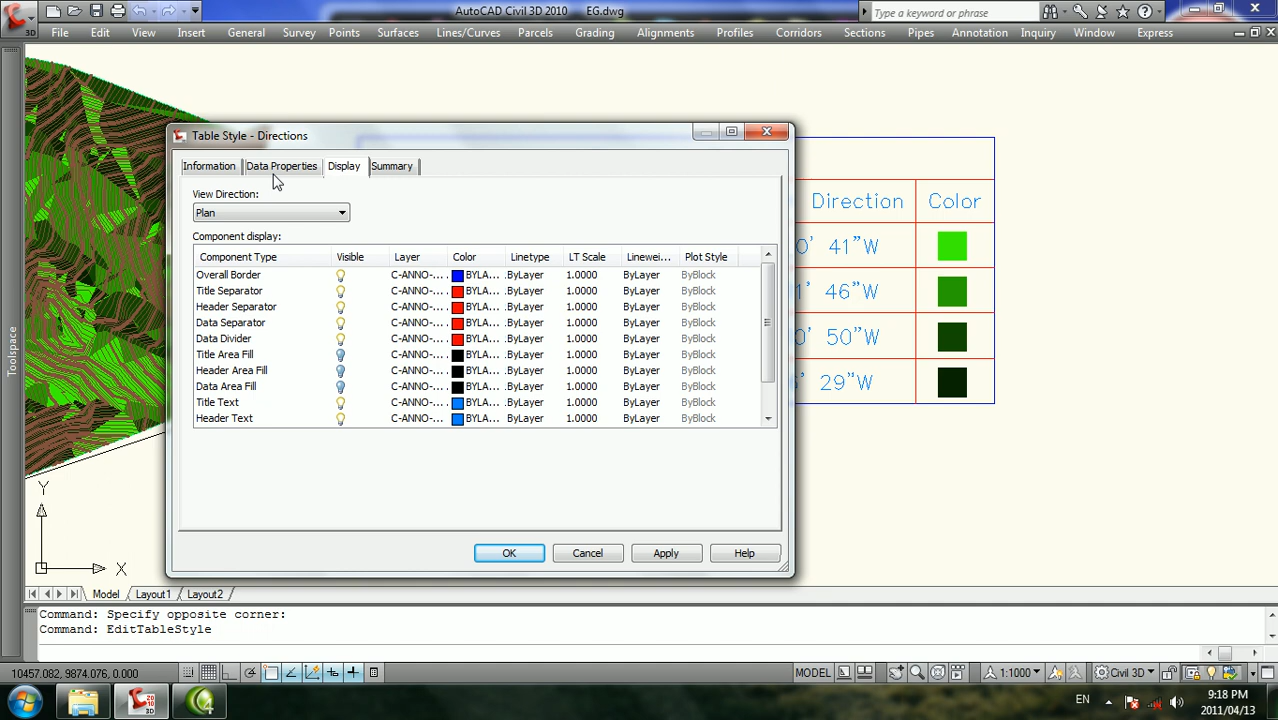 AutoCAD Civil 3D 2010 EG.dwg
Type a keyword or phrase
3D
File Edit View Insert General Survey Points Surfaces Lines/Curves Parcels Grading Alignments Profiles Corridors Sections Pipes Annotation Inquiry Window Express
Toolspace
Table Style - Directions
Information Data Properties Display Summary
View Direction:
Plan
Component display:
Component Type Visible Layer Color Linetype LT Scale Linewei... Plot Style
Overall Border C-ANNO-... BYLA... ByLayer 1.0000 ByLayer ByBlock
Title Separator C-ANNO-... BYLA... ByLayer 1.0000 ByLayer ByBlock
Header Separator C-ANNO-... BYLA... ByLayer 1.0000 ByLayer ByBlock
Data Separator C-ANNO-... BYLA... ByLayer 1.0000 ByLayer ByBlock
Data Divider C-ANNO-... BYLA... ByLayer 1.0000 ByLayer ByBlock
Title Area Fill C-ANNO-... BYLA... ByLayer 1.0000 ByLayer ByBlock
Header Area Fill C-ANNO-... BYLA... ByLayer 1.0000 ByLayer ByBlock
Data Area Fill C-ANNO-... BYLA... ByLayer 1.0000 ByLayer ByBlock
Title Text C-ANNO-... BYLA... ByLayer 1.0000 ByLayer ByBlock
Header Text C-ANNO-... BYLA... ByLayer 1.0000 ByLayer ByBlock
OK Cancel Apply Help
Direction Color
' 41"W
' 46"W
' 50"W
' 29"W
Y
X
Model Layout1 Layout2
Command: Specify opposite corner:
Command: EditTableStyle
10457.082, 9874.076, 0.000 MODEL 1:1000 Civil 3D
EN 9:18 PM
2011/04/13